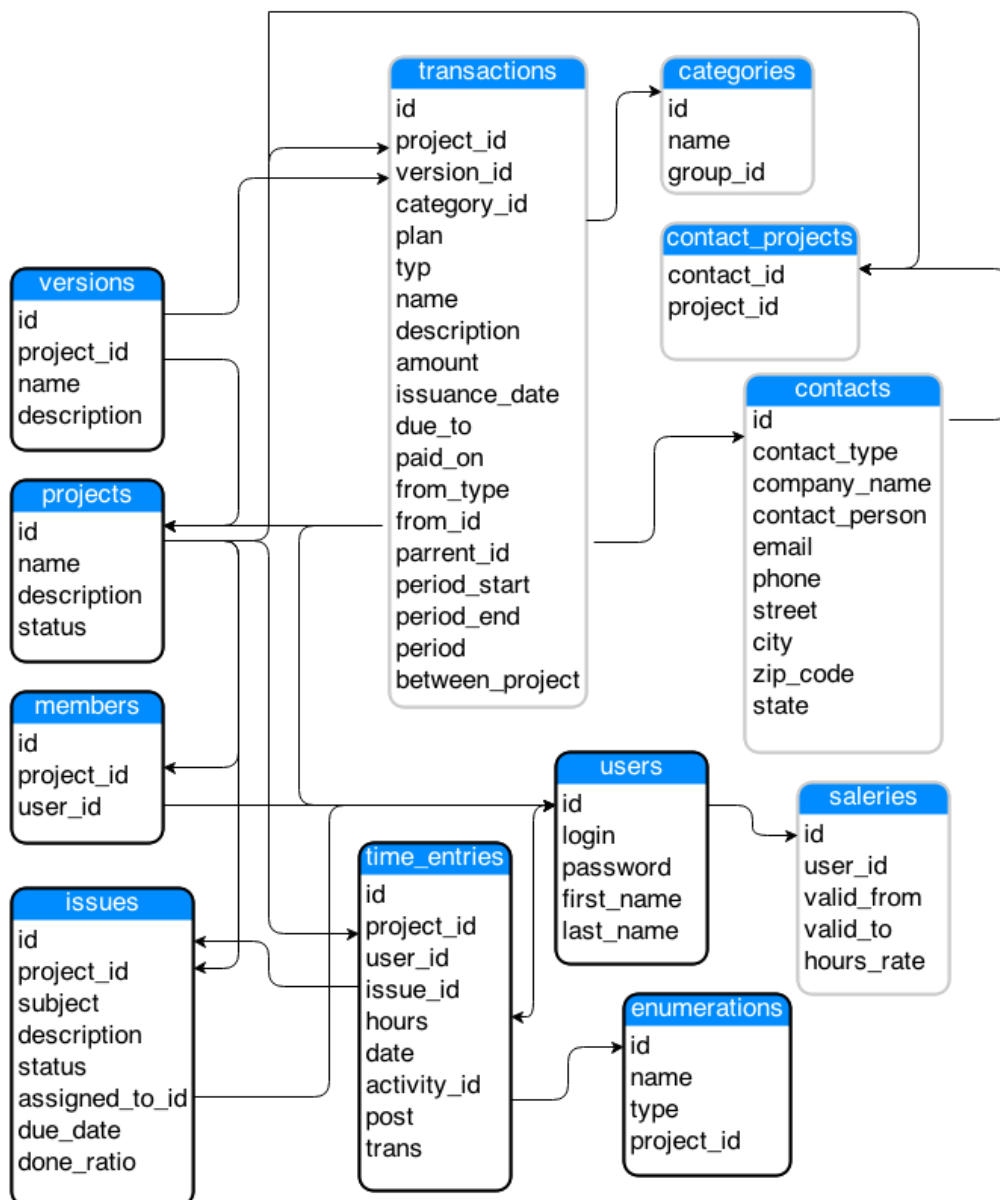 transactions
id
project_id
version_id
category_id
plan
typ
name
description
amount
issuance_date
due_to
paid_on
from_type
from_id
parrent_id
period_start
period_end
period
between_project
categories
id
name
group_id
contact_projects
contact_id
project_id
versions
id
project_id
name
description
contacts
id
contact_type
company_name
contact_person
email
phone
street
city
zip_code
state
projects
id
name
description
status
members
id
project_id
user_id
users
id
login
password
first_name
last_name
saleries
id
user_id
valid_from
valid_to
hours_rate
time_entries
id
project_id
user_id
issue_id
hours
date
activity_id
post
trans
issues
id
project_id
subject
description
status
assigned_to_id
due_date
done_ratio
enumerations
id
name
type
project_id